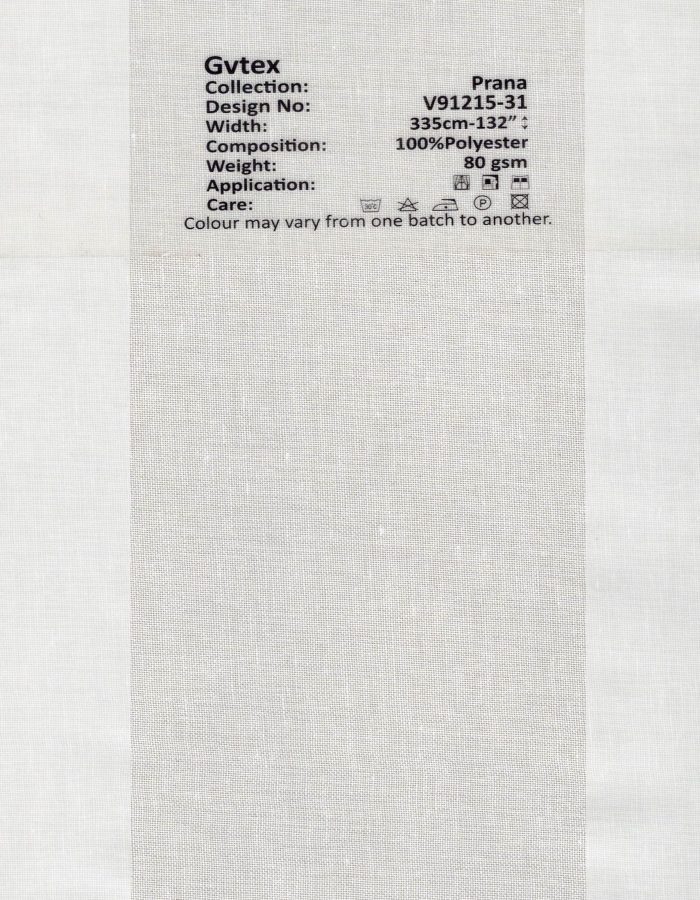 Gvtex
Collection: Prana
Design No: V91215-31
Width: 335cm-132”
Composition: 100%Polyester
Weight: 80 gsm
Application:
Care: 30°C P
Colour may vary from one batch to another.